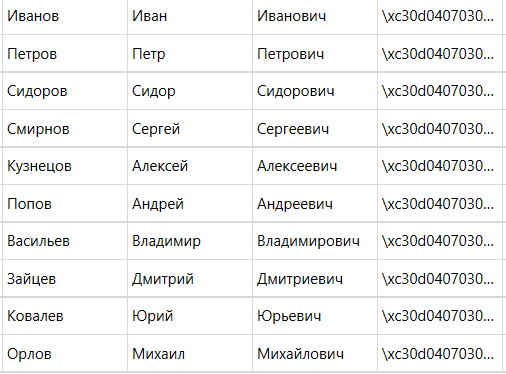 Иванов Иван Иванович \xc30d0407030...
Петров Петр Петрович \xc30d0407030...
Сидоров Сидор Сидорович \xc30d0407030...
Смирнов Сергей Сергеевич \xc30d0407030...
Кузнецов Алексей Алексеевич \xc30d0407030...
Попов Андрей Андреевич \xc30d0407030...
Васильев Владимир Владимирович \xc30d0407030...
Зайцев Дмитрий Дмитриевич \xc30d0407030...
Ковалев Юрий Юрьевич \xc30d0407030...
Орлов Михаил Михайлович \xc30d0407030...